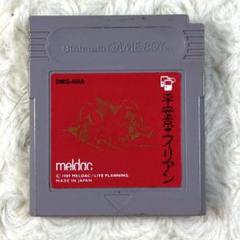 Nintendo GAME BOY
DMG-HAA
平安京エイリアン
meldac
© 1989 MELDAC/LIVE PLANNING
MADE IN JAPAN